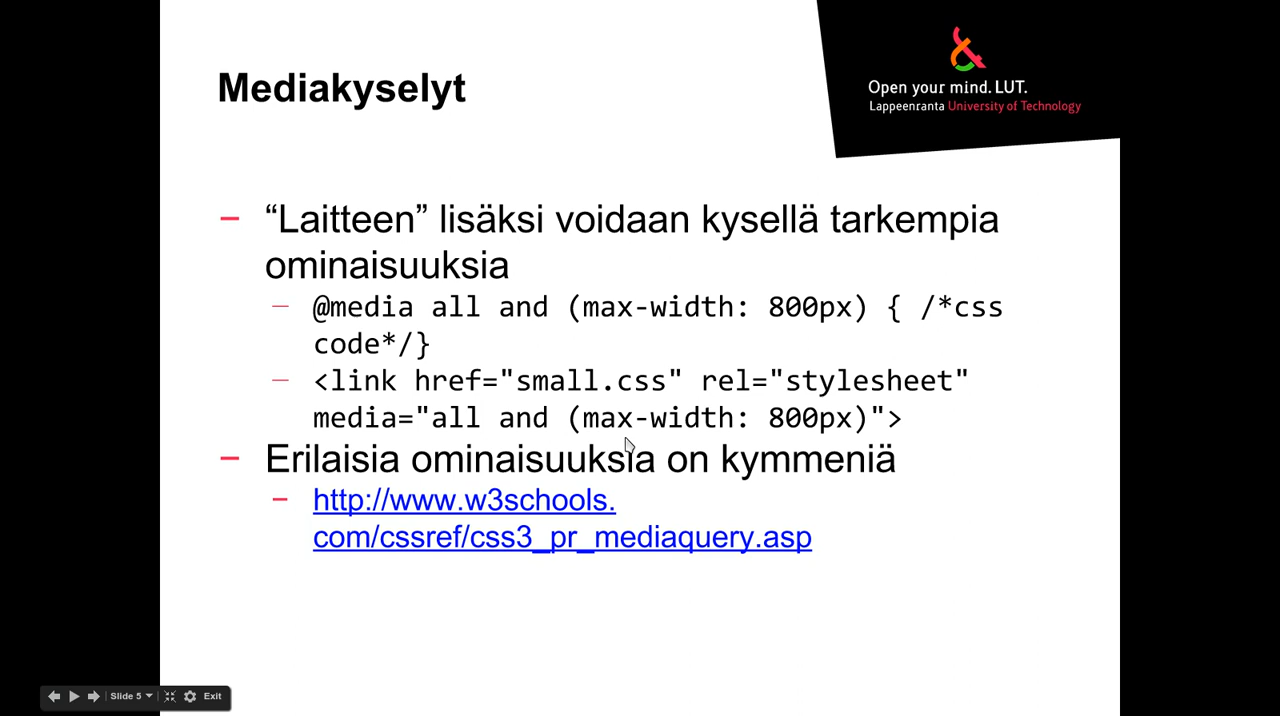 Mediakyselyt
Open your mind. LUT.
Lappeenranta University of Technology
– “Laitteen” lisäksi voidaan kysellä tarkempia
ominaisuuksia
– @media all and (max-width: 800px) { /*css
code*/}
– <link href="small.css" rel="stylesheet"
media="all and (max-width: 800px)">
– Erilaisia ominaisuuksia on kymmeniä
– http://www.w3schools.
com/cssref/css3_pr_mediaquery.asp
Slide 5 Exit